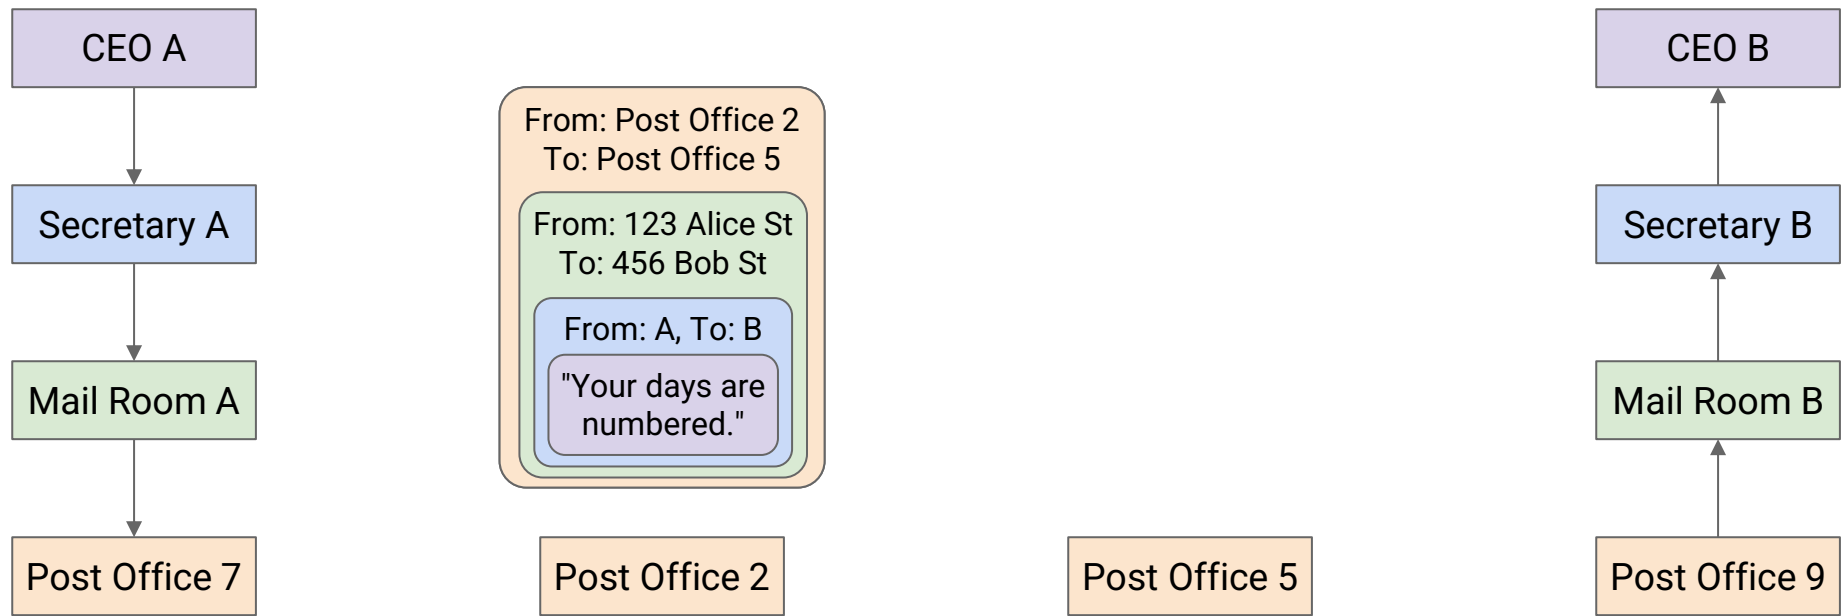 CEO A
Secretary A
Mail Room A
Post Office 7
From: Post Office 2
To: Post Office 5
From: 123 Alice St
To: 456 Bob St
From: A, To: B
"Your days are
numbered."
Post Office 2
Post Office 5
CEO B
Secretary B
Mail Room B
Post Office 9